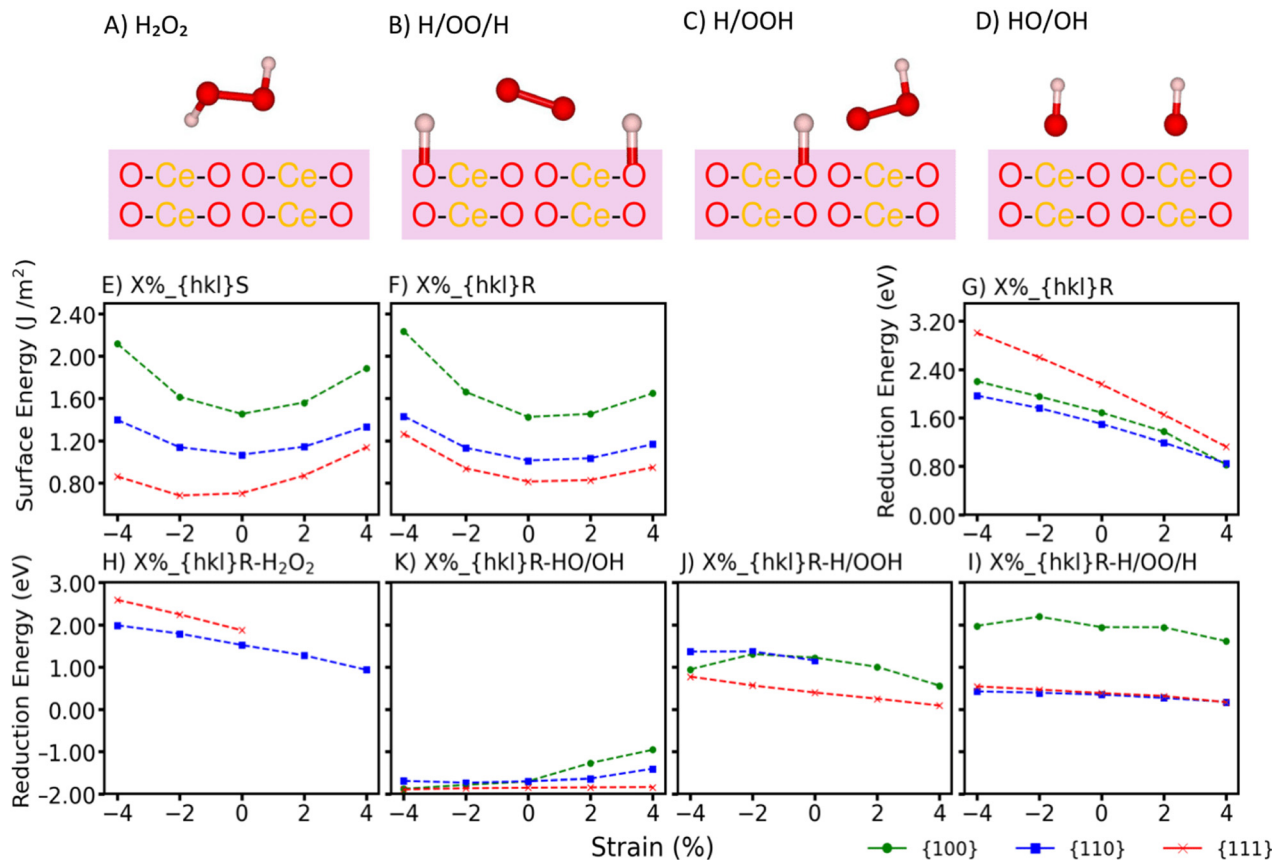 A) H₂O₂
B) H/OO/H
C) H/OOH
D) HO/OH
O-Ce-O O-Ce-O
O-Ce-O O-Ce-O
O-Ce-O O-Ce-O
O-Ce-O O-Ce-O
O-Ce-O O-Ce-O
O-Ce-O O-Ce-O
O-Ce-O O-Ce-O
O-Ce-O O-Ce-O
E) X%_{hkl}S
Surface Energy (J /m²)
2.40
2.00
1.60
1.20
0.80
−4 −2 0 2 4
F) X%_{hkl}R
−4 −2 0 2 4
G) X%_{hkl}R
Reduction Energy (eV)
3.20
2.40
1.60
0.80
0.00
−4 −2 0 2 4
H) X%_{hkl}R-H₂O₂
Reduction Energy (eV)
3.00
2.00
1.00
0.00
−1.00
−2.00
−4 −2 0 2 4
K) X%_{hkl}R-HO/OH
−4 −2 0 2 4
J) X%_{hkl}R-H/OOH
−4 −2 0 2 4
I) X%_{hkl}R-H/OO/H
−4 −2 0 2 4
Strain (%)
{100} {110} {111}